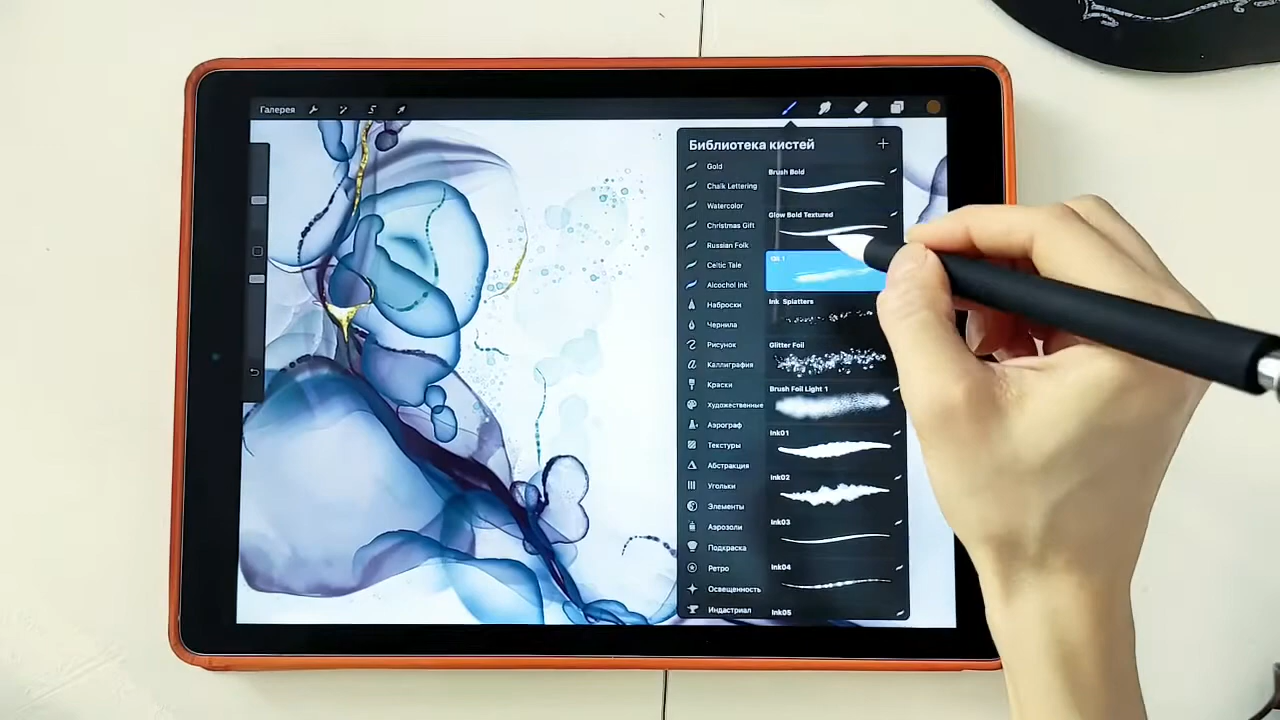 Галерея
Библиотека кистей
Gold
Chalk Lettering
Watercolor
Christmas Gift
Russian Folk
Celtic Tale
Alcochol Ink
Наброски
Чернила
Рисунок
Каллиграфия
Краски
Художественные
Аэрограф
Текстуры
Абстракция
Угольки
Элементы
Аэрозоли
Подкраска
Ретро
Освещенность
Индастриал
Brush Bold
Glow Bold Textured
Ink Splatters
Glitter Foil
Brush Foil Light 1
Ink01
Ink02
Ink03
Ink04
Ink05